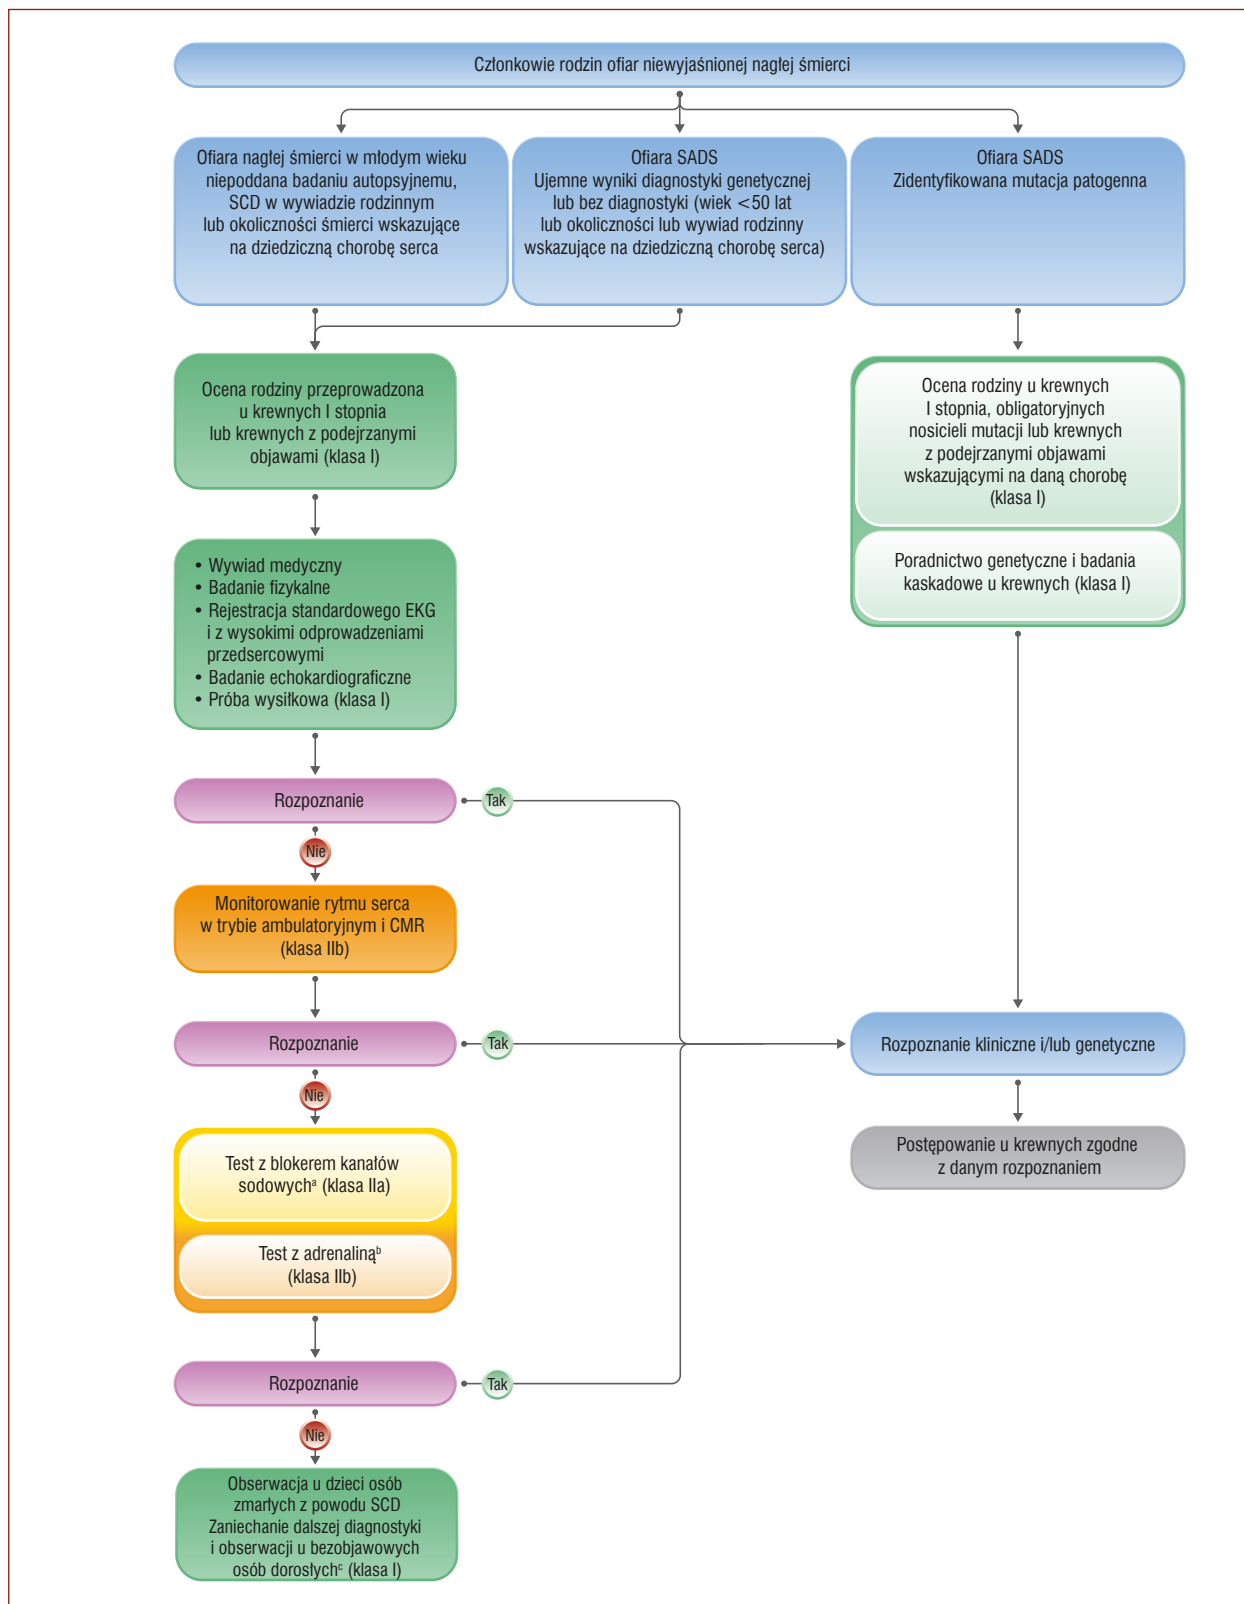 Członkowie rodzin ofiar niewyjaśnionej nagłej śmierci
Ofiara nagłej śmierci w młodym wieku
niepoddana badaniu autopsyjnemu,
SCD w wywiadzie rodzinnym
lub okoliczności śmierci wskazujące
na dziedziczną chorobę serca
Ofiara SADS
Ujemne wyniki diagnostyki genetycznej
lub bez diagnostyki (wiek <50 lat
lub okoliczności lub wywiad rodzinny
wskazujące na dziedziczną chorobę serca)
Ofiara SADS
Zidentyfikowana mutacja patogenna
Ocena rodziny przeprowadzona
u krewnych I stopnia
lub krewnych z podejrzanymi
objawami (klasa I)
Ocena rodziny u krewnych
I stopnia, obligatoryjnych
nosicieli mutacji lub krewnych
z podejrzanymi objawami
wskazującymi na daną chorobę
(klasa I)
Poradnictwo genetyczne i badania
kaskadowe u krewnych (klasa I)
• Wywiad medyczny
• Badanie fizykalne
• Rejestracja standardowego EKG
i z wysokimi odprowadzeniami
przedsercowymi
• Badanie echokardiograficzne
• Próba wysiłkowa (klasa I)
Rozpoznanie
Tak
Nie
Monitorowanie rytmu serca
w trybie ambulatoryjnym i CMR
(klasa IIb)
Rozpoznanie
Tak
Rozpoznanie kliniczne i/lub genetyczne
Nie
Test z blokerem kanałów
sodowychᵃ (klasa IIa)
Test z adrenalinąᵇ
(klasa IIb)
Postępowanie u krewnych zgodne
z danym rozpoznaniem
Rozpoznanie
Tak
Nie
Obserwacja u dzieci osób
zmarłych z powodu SCD
Zaniechanie dalszej diagnostyki
i obserwacji u bezobjawowych
osób dorosłychᶜ (klasa I)